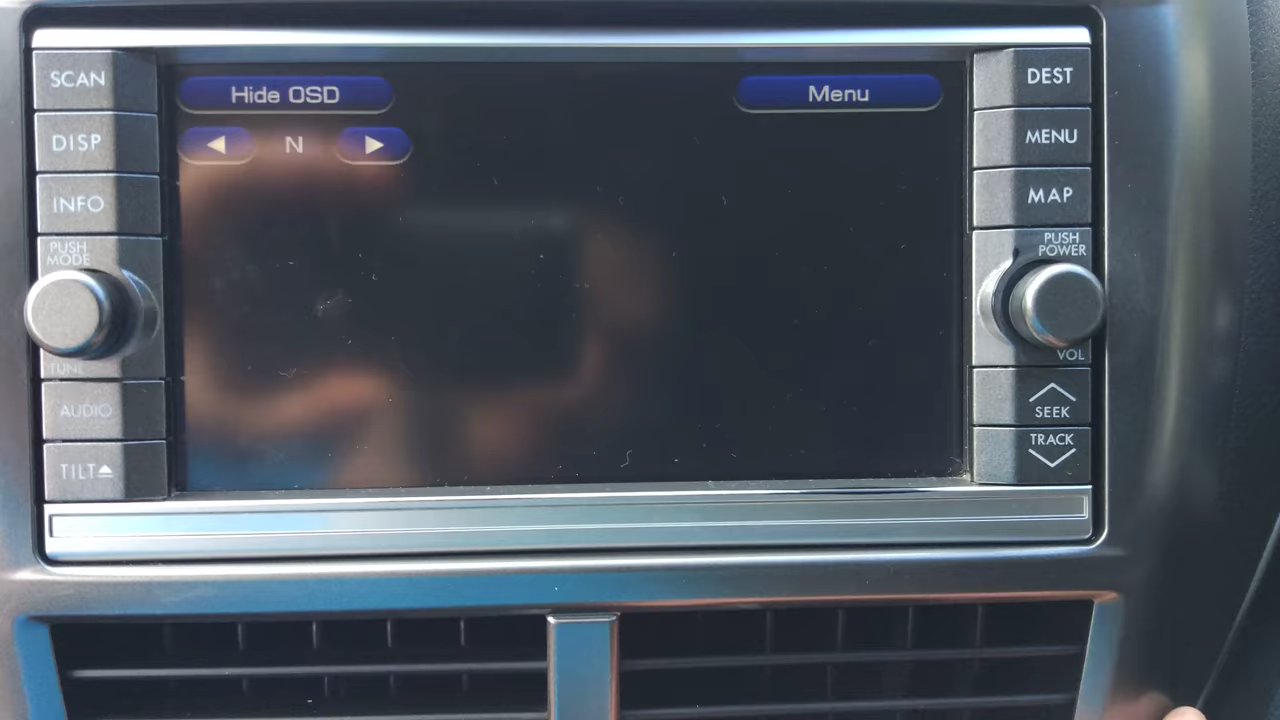 SCAN
DISP
INFO
PUSH
MODE
TUNE
AUDIO
TILT
Hide OSD
N
Menu
DEST
MENU
MAP
PUSH
POWER
VOL
SEEK
TRACK